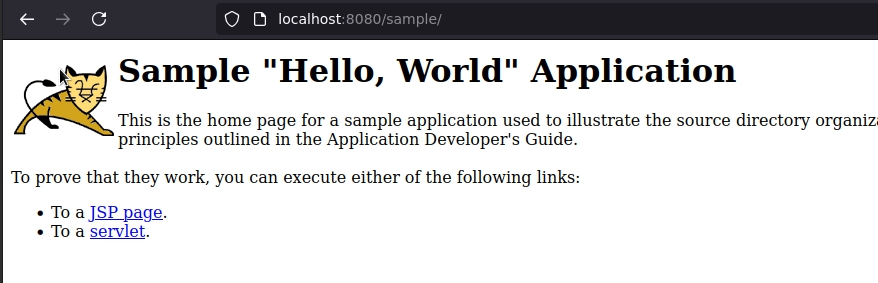 localhost:8080/sample/
Sample "Hello, World" Application
This is the home page for a sample application used to illustrate the source directory
principles outlined in the Application Developer's Guide.
To prove that they work, you can execute either of the following links:
• To a JSP page.
• To a servlet.